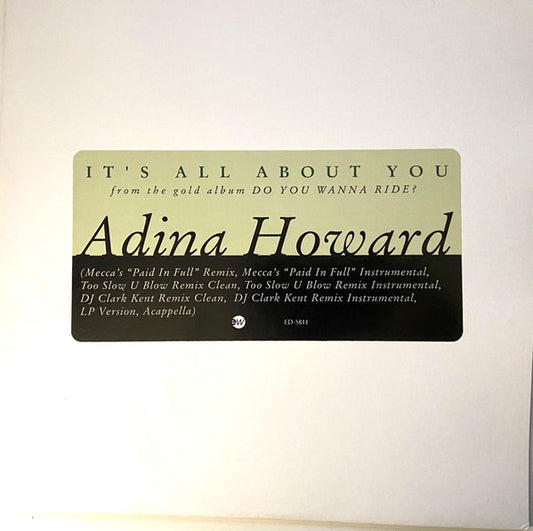 IT'S ALL ABOUT YOU
from the gold album DO YOU WANNA RIDE?
Adina Howard
(Mecca's "Paid In Full" Remix, Mecca's "Paid In Full" Instrumental,
Too Slow U Blow Remix Clean, Too Slow U Blow Remix Instrumental,
DJ Clark Kent Remix Clean, DJ Clark Kent Remix Instrumental,
LP Version, Acappella)
ew ED-5811